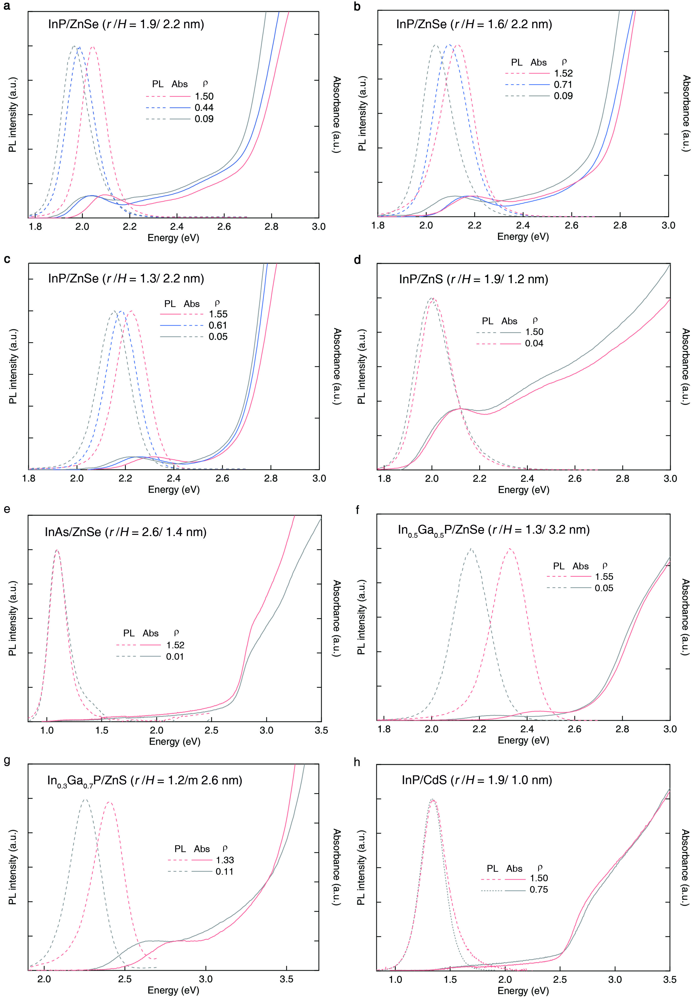 a
InP/ZnSe (r /H = 1.9/ 2.2 nm)
PL Abs ρ
1.50
0.44
0.09
PL intensity (a.u.)
Absorbance (a.u.)
1.8 2.0 2.2 2.4 2.6 2.8 3.0
Energy (eV)
b
InP/ZnSe (r /H = 1.6/ 2.2 nm)
PL Abs ρ
1.52
0.71
0.09
PL intensity (a.u.)
Absorbance (a.u.)
1.8 2.0 2.2 2.4 2.6 2.8 3.0
Energy (eV)
c
InP/ZnSe (r /H = 1.3/ 2.2 nm)
PL Abs ρ
1.55
0.61
0.05
PL intensity (a.u.)
Absorbance (a.u.)
1.8 2.0 2.2 2.4 2.6 2.8 3.0
Energy (eV)
d
InP/ZnS (r /H = 1.9/ 1.2 nm)
PL Abs ρ
1.50
0.04
PL intensity (a.u.)
Absorbance (a.u.)
1.8 2.0 2.2 2.4 2.6 2.8 3.0
Energy (eV)
e
InAs/ZnSe (r /H = 2.6/ 1.4 nm)
PL Abs ρ
1.52
0.01
PL intensity (a.u.)
Absorbance (a.u.)
1.0 1.5 2.0 2.5 3.0 3.5
Energy (eV)
f
In0.5Ga0.5P/ZnSe (r /H = 1.3/ 3.2 nm)
PL Abs ρ
1.55
0.05
PL intensity (a.u.)
Absorbance (a.u.)
1.8 2.0 2.2 2.4 2.6 2.8 3.0
Energy (eV)
g
In0.3Ga0.7P/ZnS (r /H = 1.2/m 2.6 nm)
PL Abs ρ
1.33
0.11
PL intensity (a.u.)
Absorbance (a.u.)
2.0 2.5 3.0 3.5
Energy (eV)
h
InP/CdS (r /H = 1.9/ 1.0 nm)
PL Abs ρ
1.50
0.75
PL intensity (a.u.)
Absorbance (a.u.)
1.0 1.5 2.0 2.5 3.0 3.5
Energy (eV)